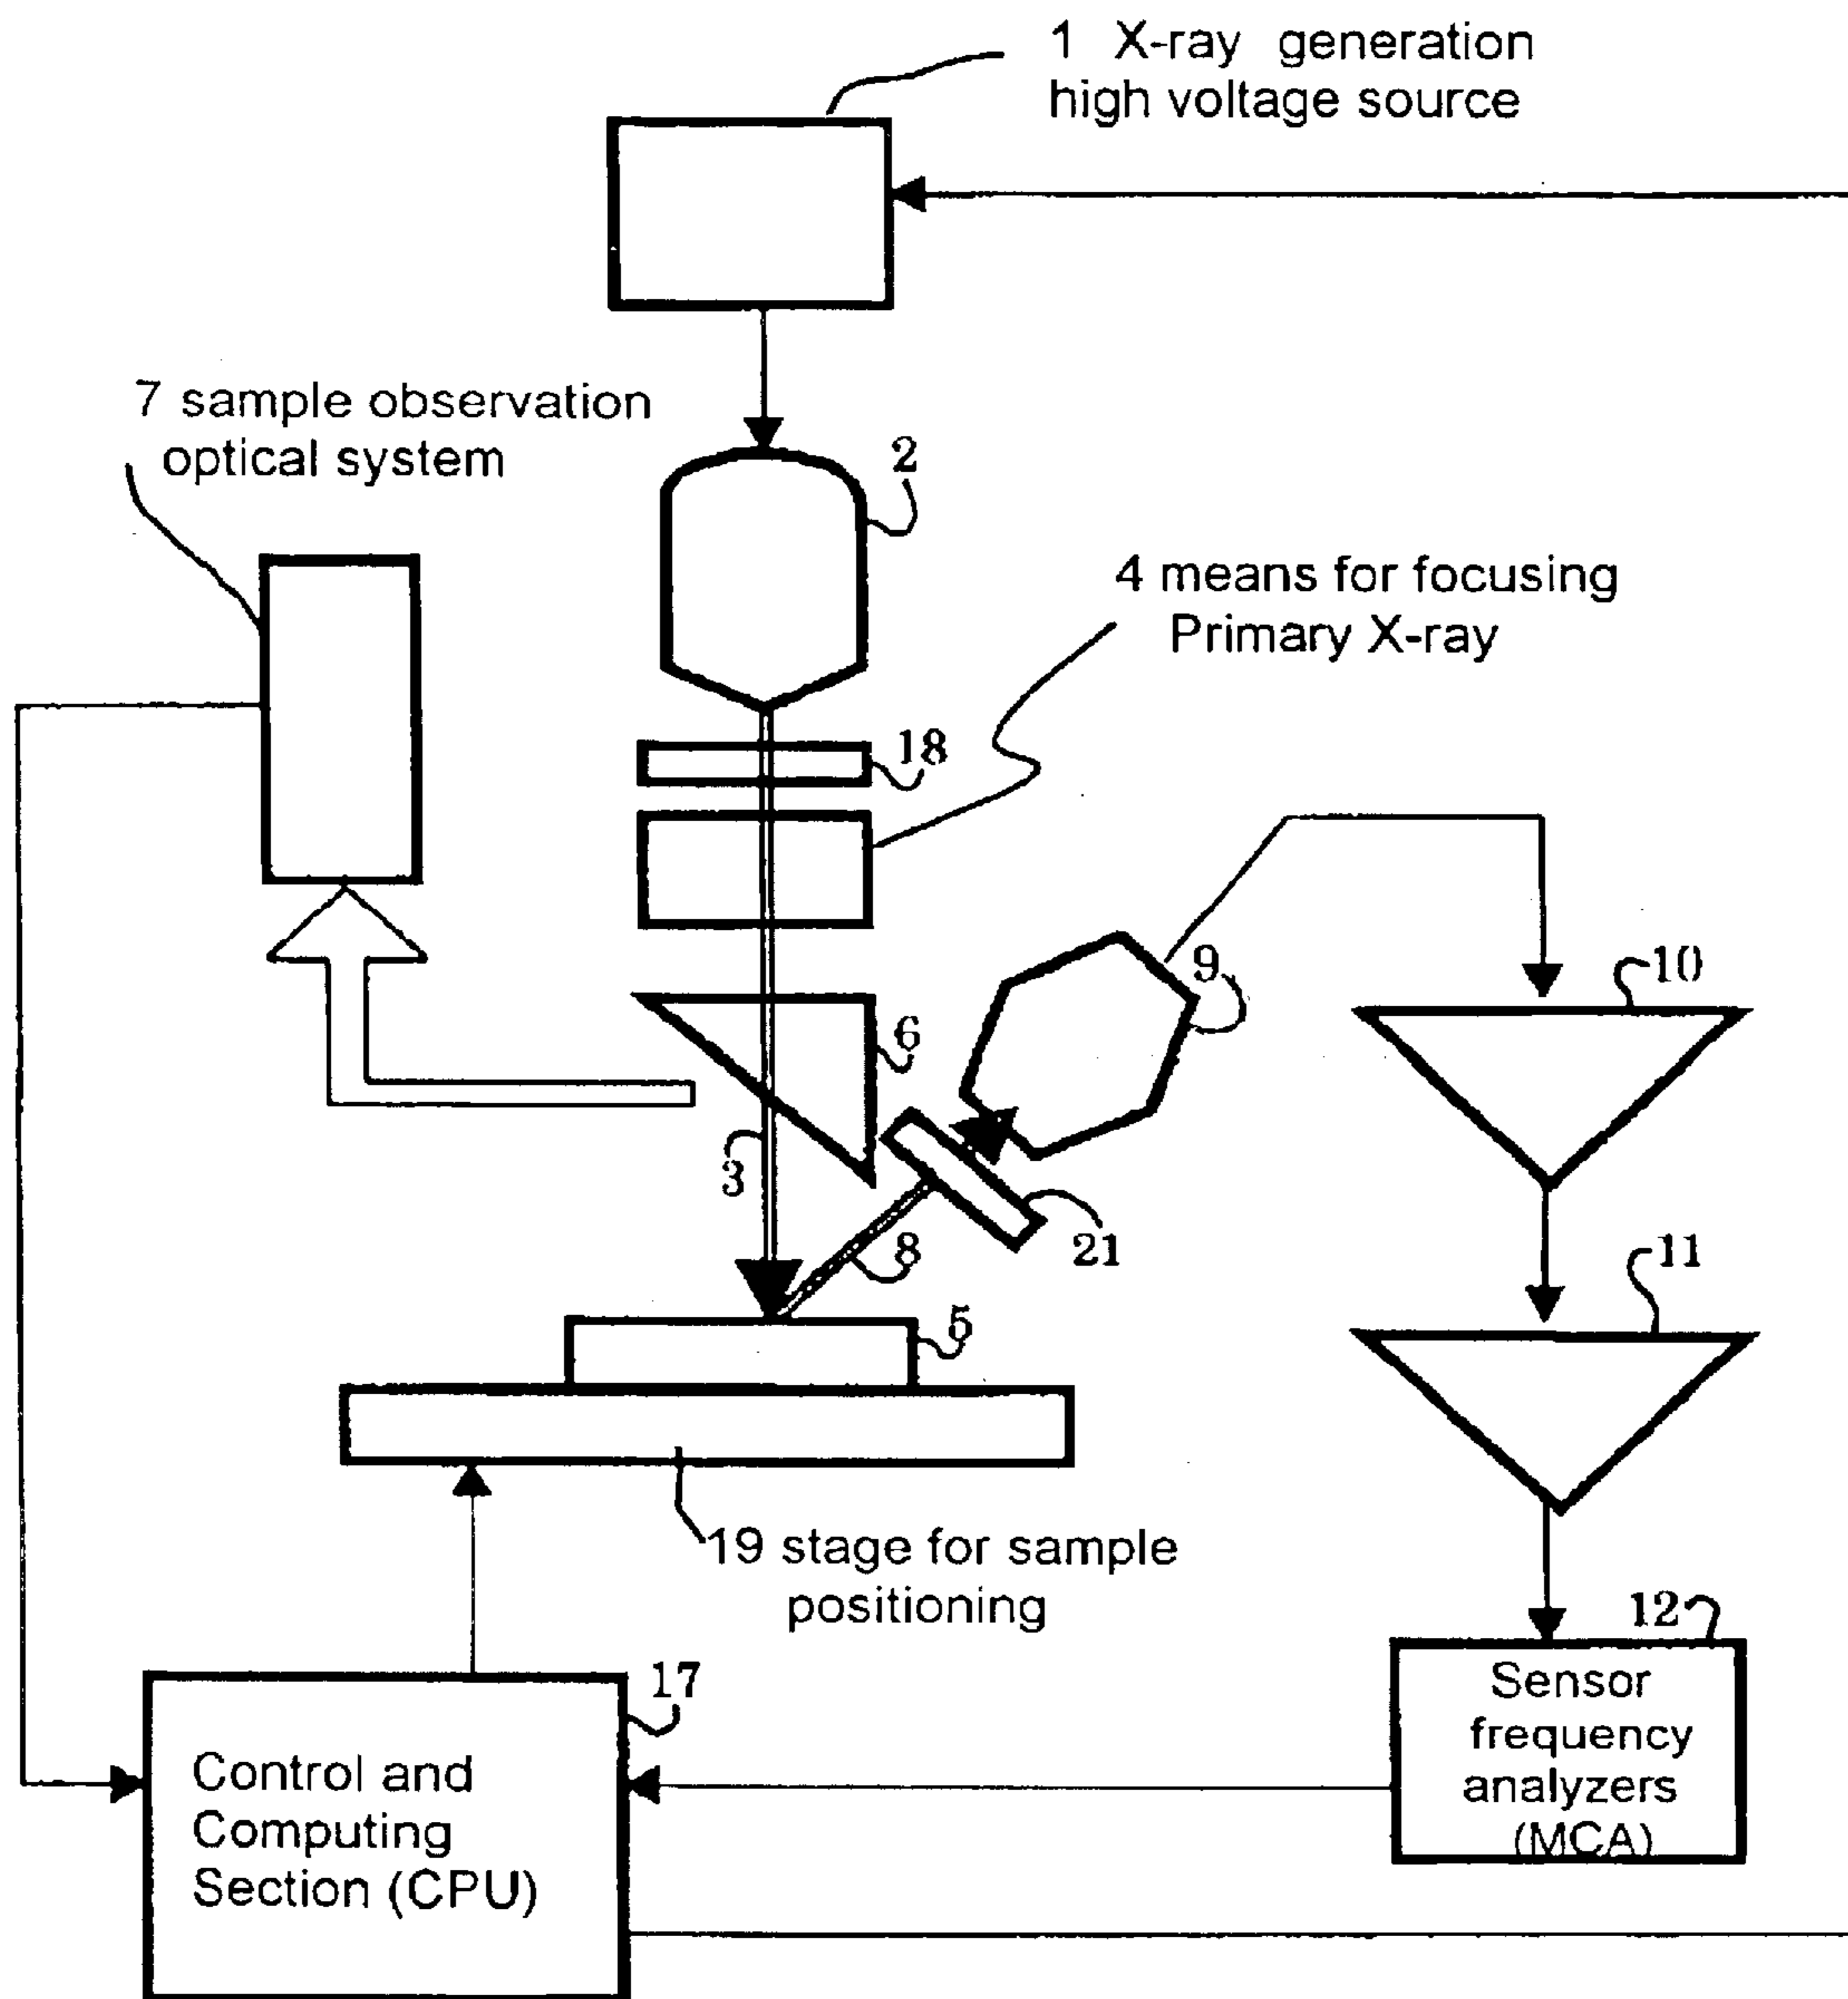 1 X-ray generation
high voltage source
7 sample observation
optical system
2
4 means for focusing
Primary X-ray
18
9
10
6
3
8
21
11
5
19 stage for sample
positioning
12
Sensor
frequency
analyzers
(MCA)
17
Control and
Computing
Section (CPU)